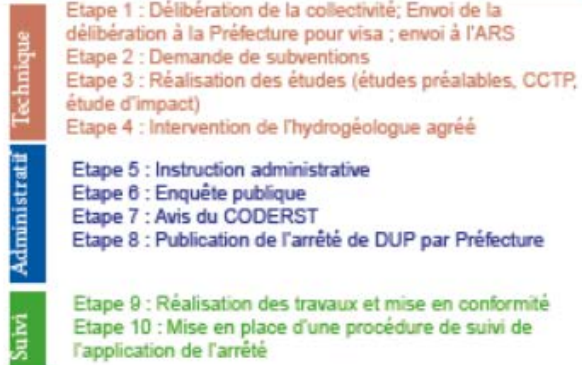 Technique
Etape 1 : Délibération de la collectivité; Envoi de la
délibération à la Préfecture pour visa ; envoi à l'ARS
Etape 2 : Demande de subventions
Etape 3 : Réalisation des études (études préalables, CCTP,
étude d'impact)
Etape 4 : Intervention de l'hydrogéologue agréé
Administratif
Etape 5 : Instruction administrative
Etape 6 : Enquête publique
Etape 7 : Avis du CODERST
Etape 8 : Publication de l'arrêté de DUP par Préfecture
Suivi
Etape 9 : Réalisation des travaux et mise en conformité
Etape 10 : Mise en place d'une procédure de suivi de
l'application de l'arrêté